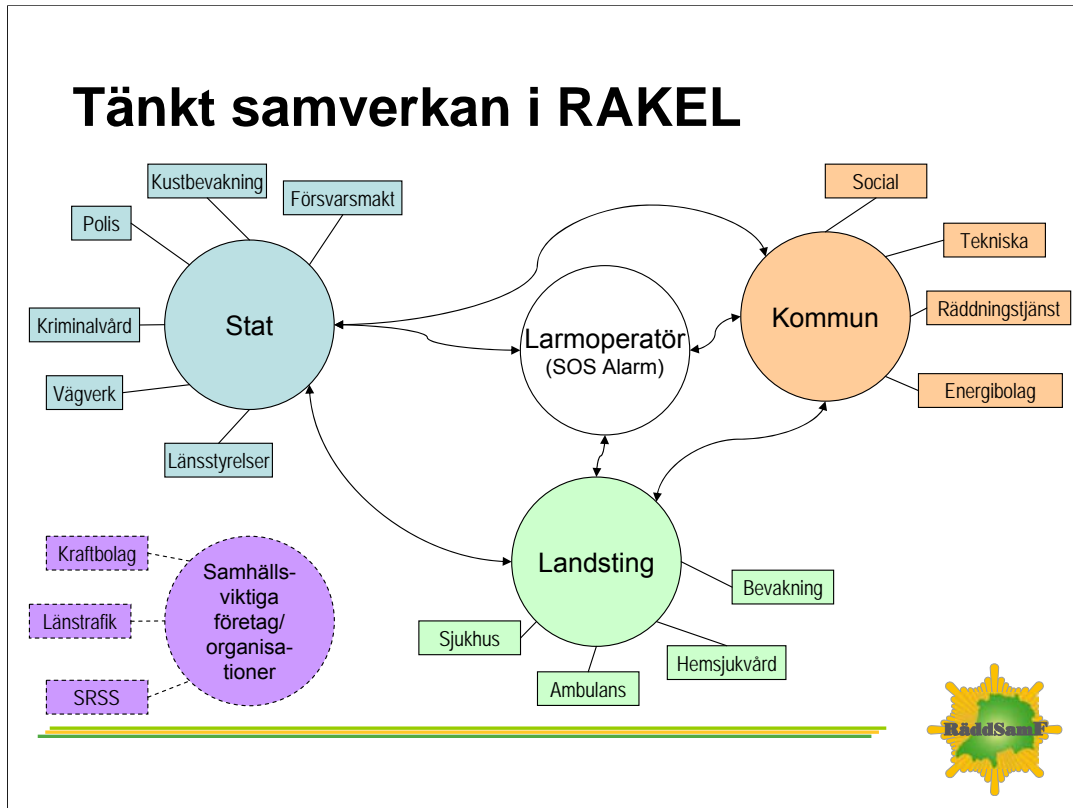 Tänkt samverkan i RAKEL
Kustbevakning
Försvarsmakt
Polis
Kriminalvård
Vägverk
Länsstyrelser
Stat
Larmoperatör
(SOS Alarm)
Social
Tekniska
Räddningstjänst
Energibolag
Kommun
Landsting
Bevakning
Hemsjukvård
Ambulans
Sjukhus
Kraftbolag
Länstrafik
SRSS
Samhälls-
viktiga
företag/
organisa-
tioner
RäddSamF